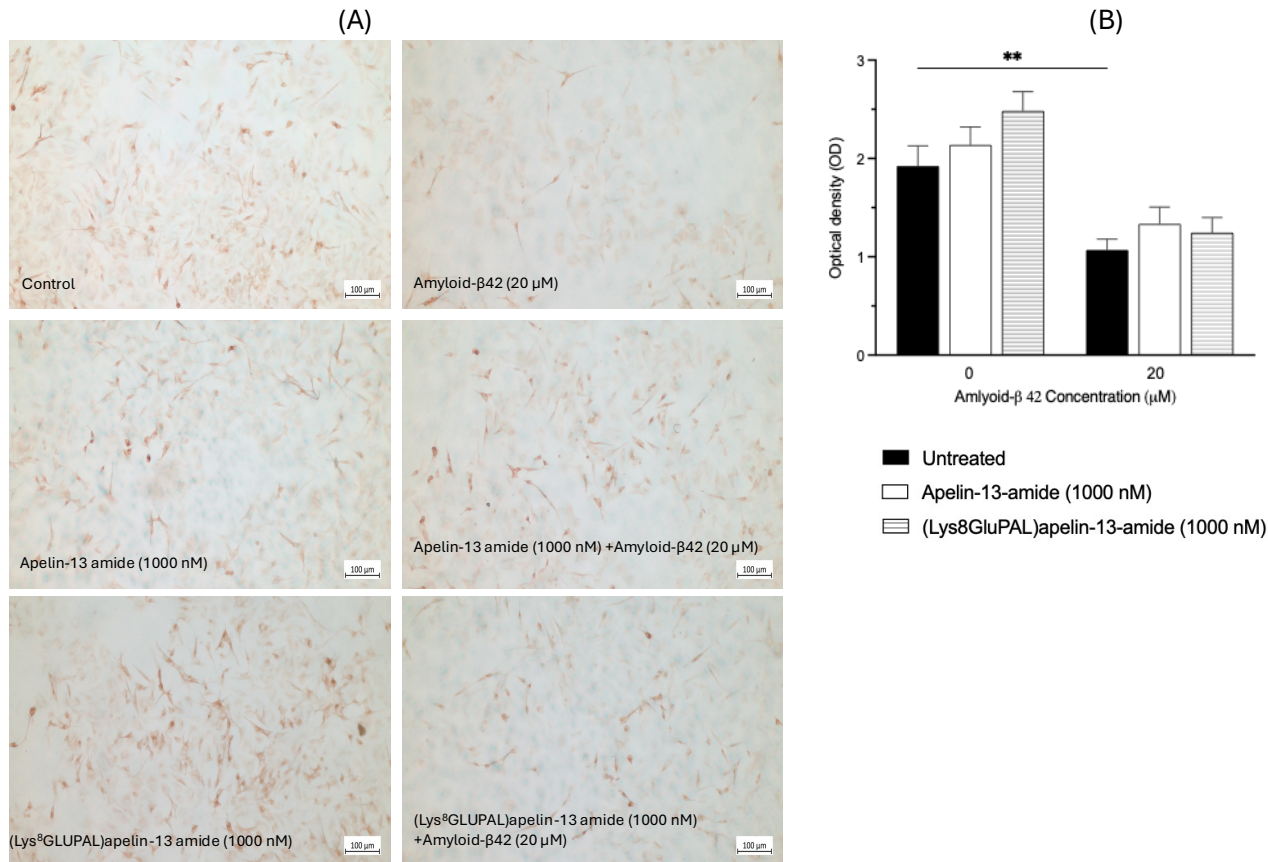 (A)
Control
100 µm
Amyloid-β42 (20 µM)
100 µm
Apelin-13 amide (1000 nM)
100 µm
Apelin-13 amide (1000 nM) +Amyloid-β42 (20 µM)
100 µm
(Lys⁸GLUPAL)apelin-13 amide (1000 nM)
100 µm
(Lys⁸GLUPAL)apelin-13 amide (1000 nM)
+Amyloid-β42 (20 µM)
100 µm
(B)
**
3
2
1
0
Optical density (OD)
0
20
Amlyoid-β 42 Concentration (µM)
Untreated
Apelin-13-amide (1000 nM)
(Lys8GluPAL)apelin-13-amide (1000 nM)